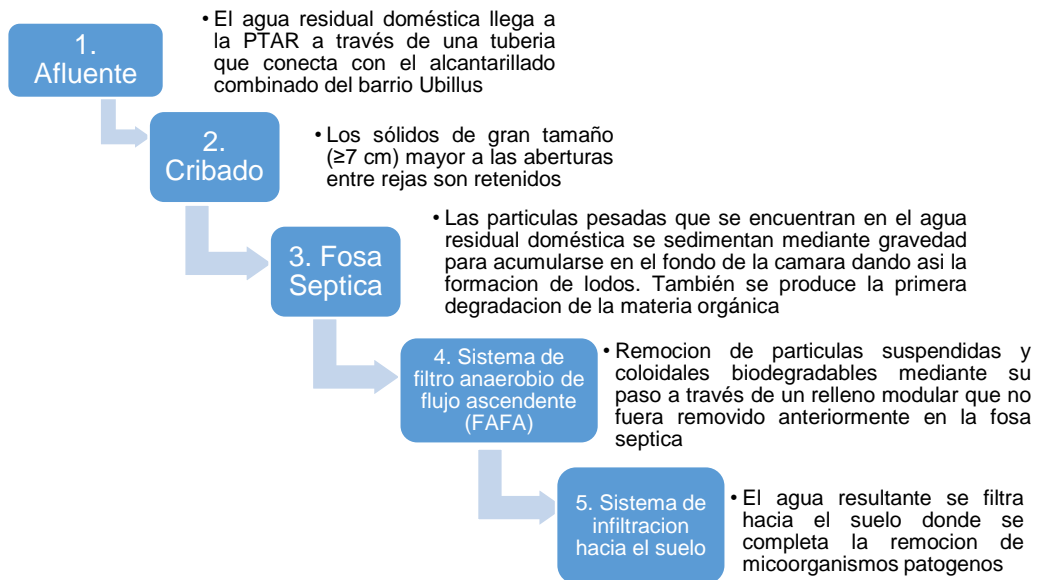 1.
Afluente
• El agua residual doméstica llega a
la PTAR a través de una tuberia
que conecta con el alcantarillado
combinado del barrio Ubillus
2.
Cribado
• Los sólidos de gran tamaño
(≥7 cm) mayor a las aberturas
entre rejas son retenidos
3. Fosa
Septica
• Las particulas pesadas que se encuentran en el agua
residual doméstica se sedimentan mediante gravedad
para acumularse en el fondo de la camara dando asi la
formacion de lodos. También se produce la primera
degradacion de la materia orgánica
4. Sistema de
filtro anaerobio de
flujo ascendente
(FAFA)
• Remocion de particulas suspendidas y
coloidales biodegradables mediante su
paso a través de un relleno modular que no
fuera removido anteriormente en la fosa
septica
5. Sistema de
infiltracion
hacia el suelo
• El agua resultante se filtra
hacia el suelo donde se
completa la remocion de
micoorganismos patogenos